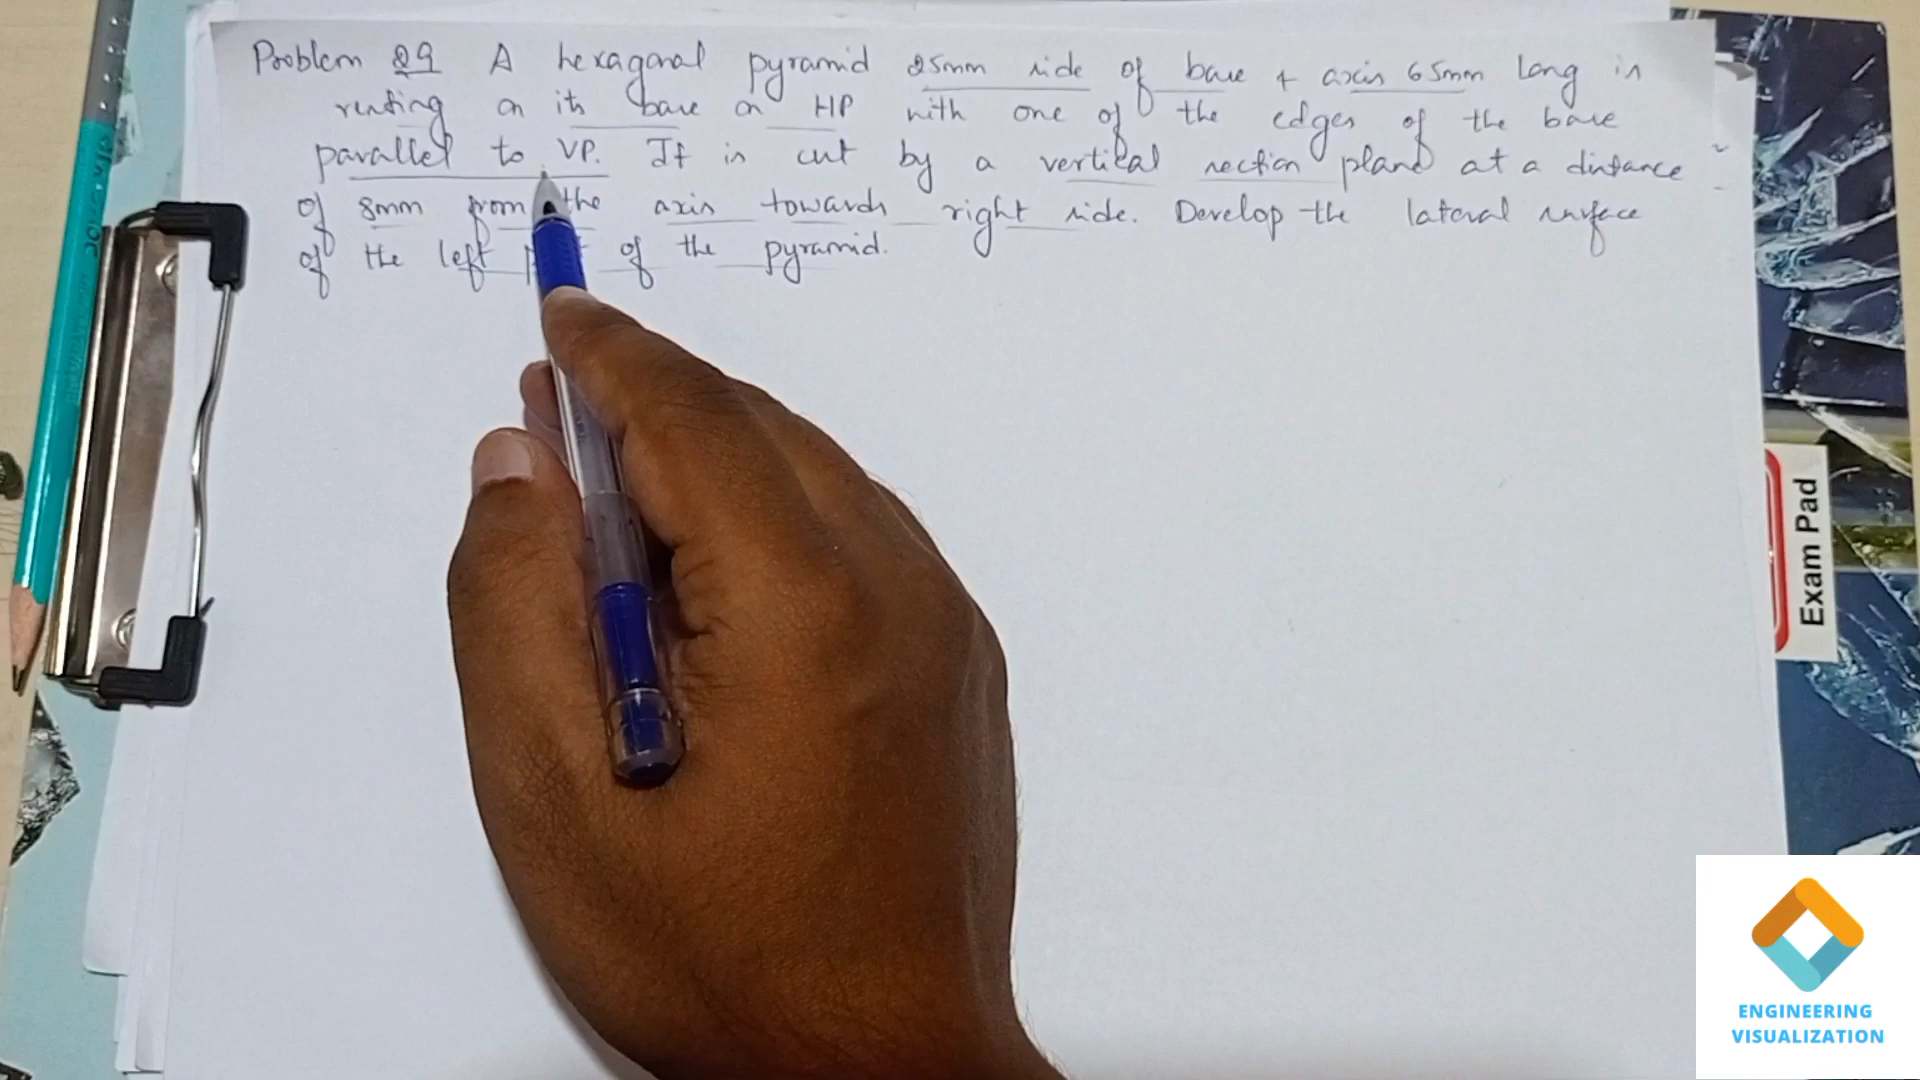 Problem 29 A hexagonal pyramid 25mm side of base + axis 65mm long is
resting on its base on HP with one of the edges of the base
parallel to VP. It is cut by a vertical section plane at a distance
of 8mm from the axis towards right side. Develop the lateral surface
of the left of the pyramid.
Exam Pad
ENGINEERING
VISUALIZATION